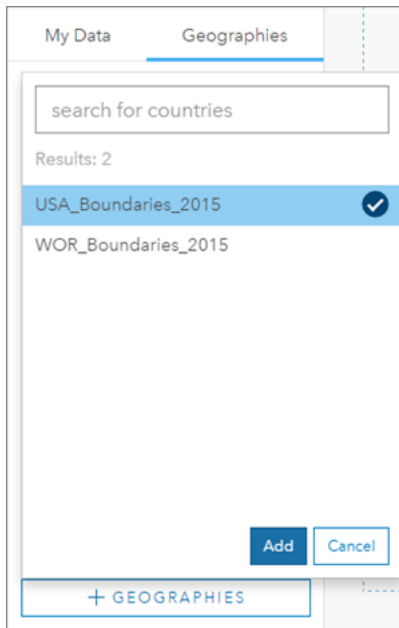 My Data Geographies
search for countries
Results: 2
USA_Boundaries_2015
WOR_Boundaries_2015
Add Cancel
+ GEOGRAPHIES